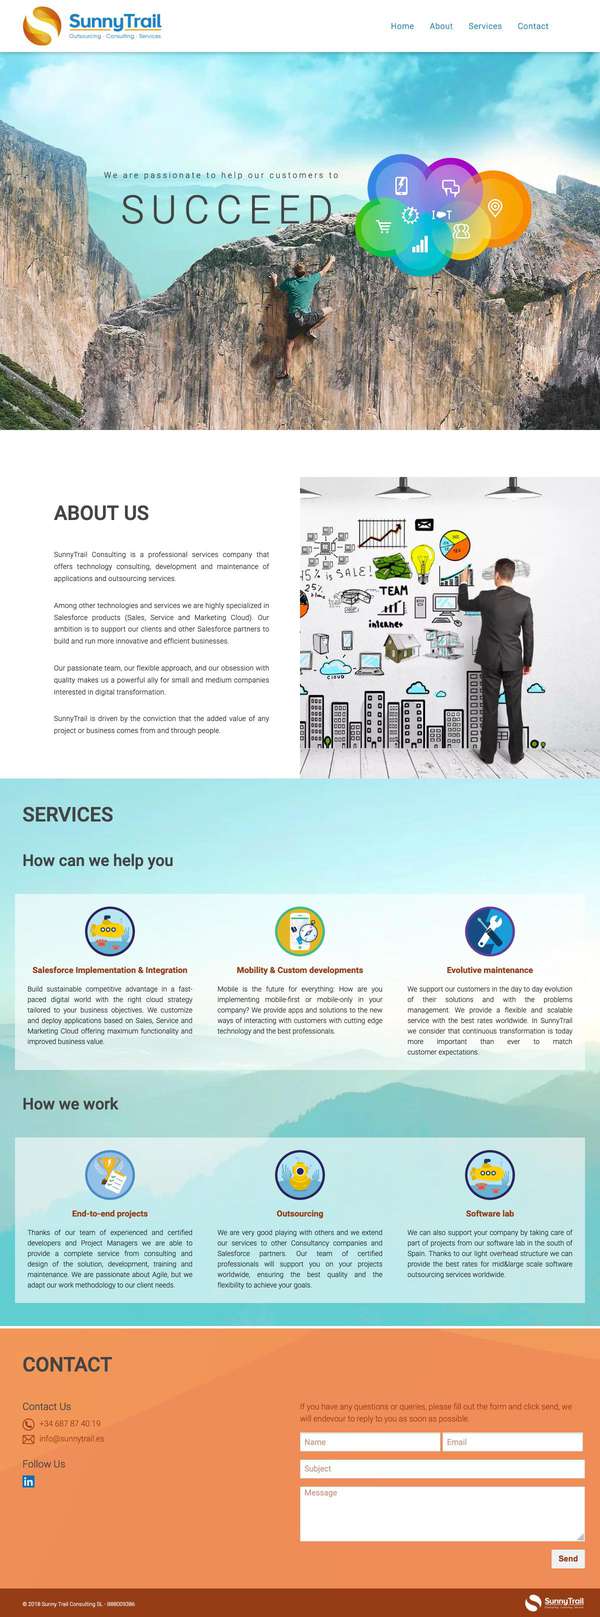 SunnyTrail
Outsourcing · Consulting · Services
Home
About
Services
Contact
We are passionate to help our customers to
SUCCEED
I T
ABOUT US
SunnyTrail Consulting is a professional services company that
offers technology consulting, development and maintenance of
applications and outsourcing services.
Among other technologies and services we are highly specialized in
Salesforce products (Sales, Service and Marketing Cloud). Our
ambition is to support our clients and other Salesforce partners to
build and run more innovative and efficient businesses.
Our passionate team, our flexible approach, and our obsession with
quality makes us a powerful ally for small and medium companies
interested in digital transformation.
SunnyTrail is driven by the conviction that the added value of any
project or business comes from and through people.
45% is SALE!
TEAM
internet
CLOUD
SERVICES
How can we help you
Salesforce Implementation & Integration
Build sustainable competitive advantage in a fast-
paced digital world with the right cloud strategy
tailored to your business objectives. We customize
and deploy applications based on Sales, Service and
Marketing Cloud offering maximum functionality and
improved business value.
Mobility & Custom developments
Mobile is the future for everything: How are you
implementing mobile-first or mobile-only in your
company? We provide apps and solutions to the new
ways of interacting with customers with cutting edge
technology and the best professionals.
Evolutive maintenance
We support our customers in the day to day evolution
of their solutions and with the problems
management. We provide a flexible and scalable
service with the best rates worldwide. In SunnyTrail
we consider that continuous transformation is today
more important than ever to match
customer expectations.
How we work
End-to-end projects
Thanks of our team of experienced and certified
developers and Project Managers we are able to
provide a complete service from consulting and
design of the solution, development, training and
maintenance. We are passionate about Agile, but we
adapt our work methodology to our client needs.
Outsourcing
We are very good playing with others and we extend
our services to other Consultancy companies and
Salesforce partners. Our team of certified
professionals will support you on your projects
worldwide, ensuring the best quality and the
flexibility to achieve your goals.
Software lab
We can also support your company by taking care of
part of projects from our software lab in the south of
Spain. Thanks to our light overhead structure we can
provide the best rates for mid&large scale software
outsourcing services worldwide.
CONTACT
Contact Us
+34 687 87 40 19
info@sunnytrail.es
Follow Us
in
If you have any questions or queries, please fill out the form and click send, we
will endevour to reply to you as soon as possible.
Name
Email
Subject
Message
Send
© 2018 Sunny Trail Consulting SL - B88009386
SunnyTrail